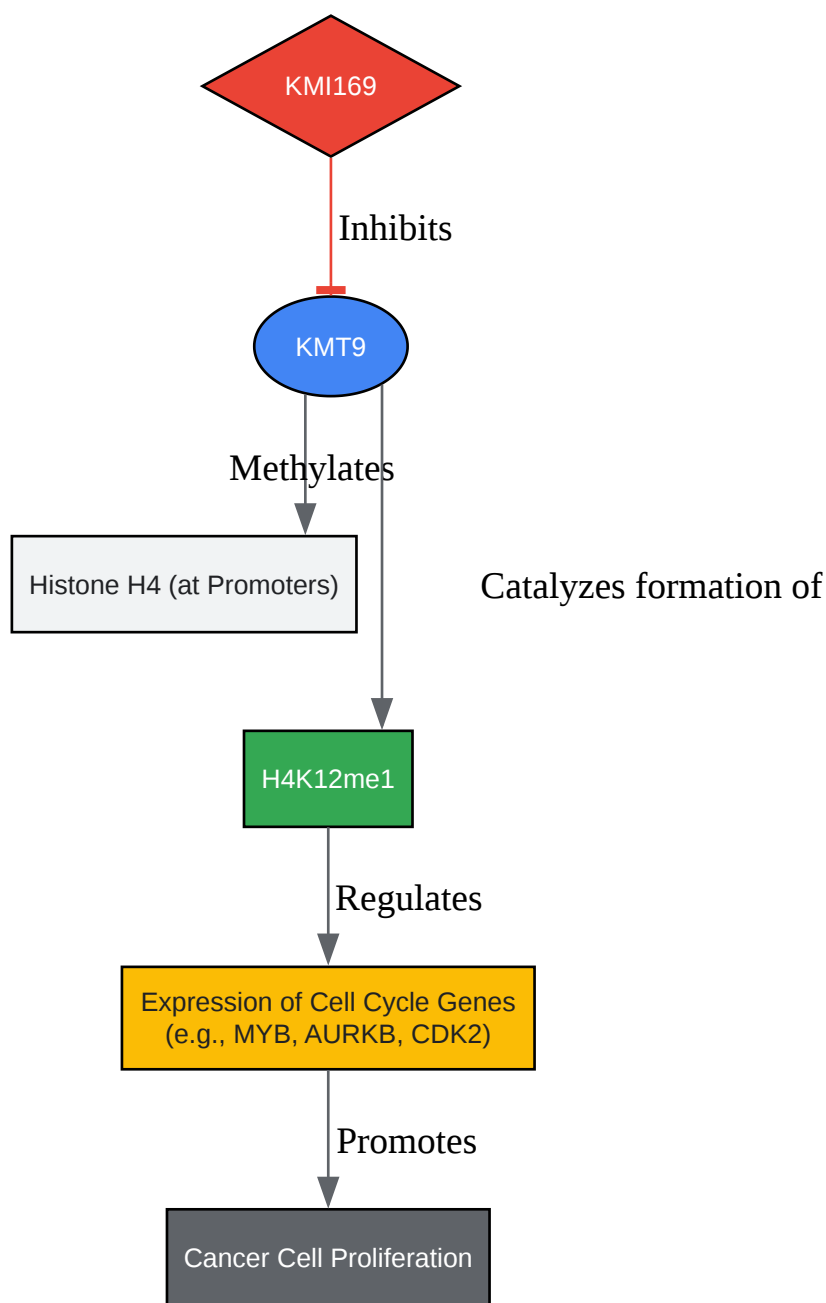 KMI169
Inhibits
KMT9
Methylates
Histone H4 (at Promoters)
Catalyzes formation of
H4K12me1
Regulates
Expression of Cell Cycle Genes
(e.g., MYB, AURKB, CDK2)
Promotes
Cancer Cell Proliferation